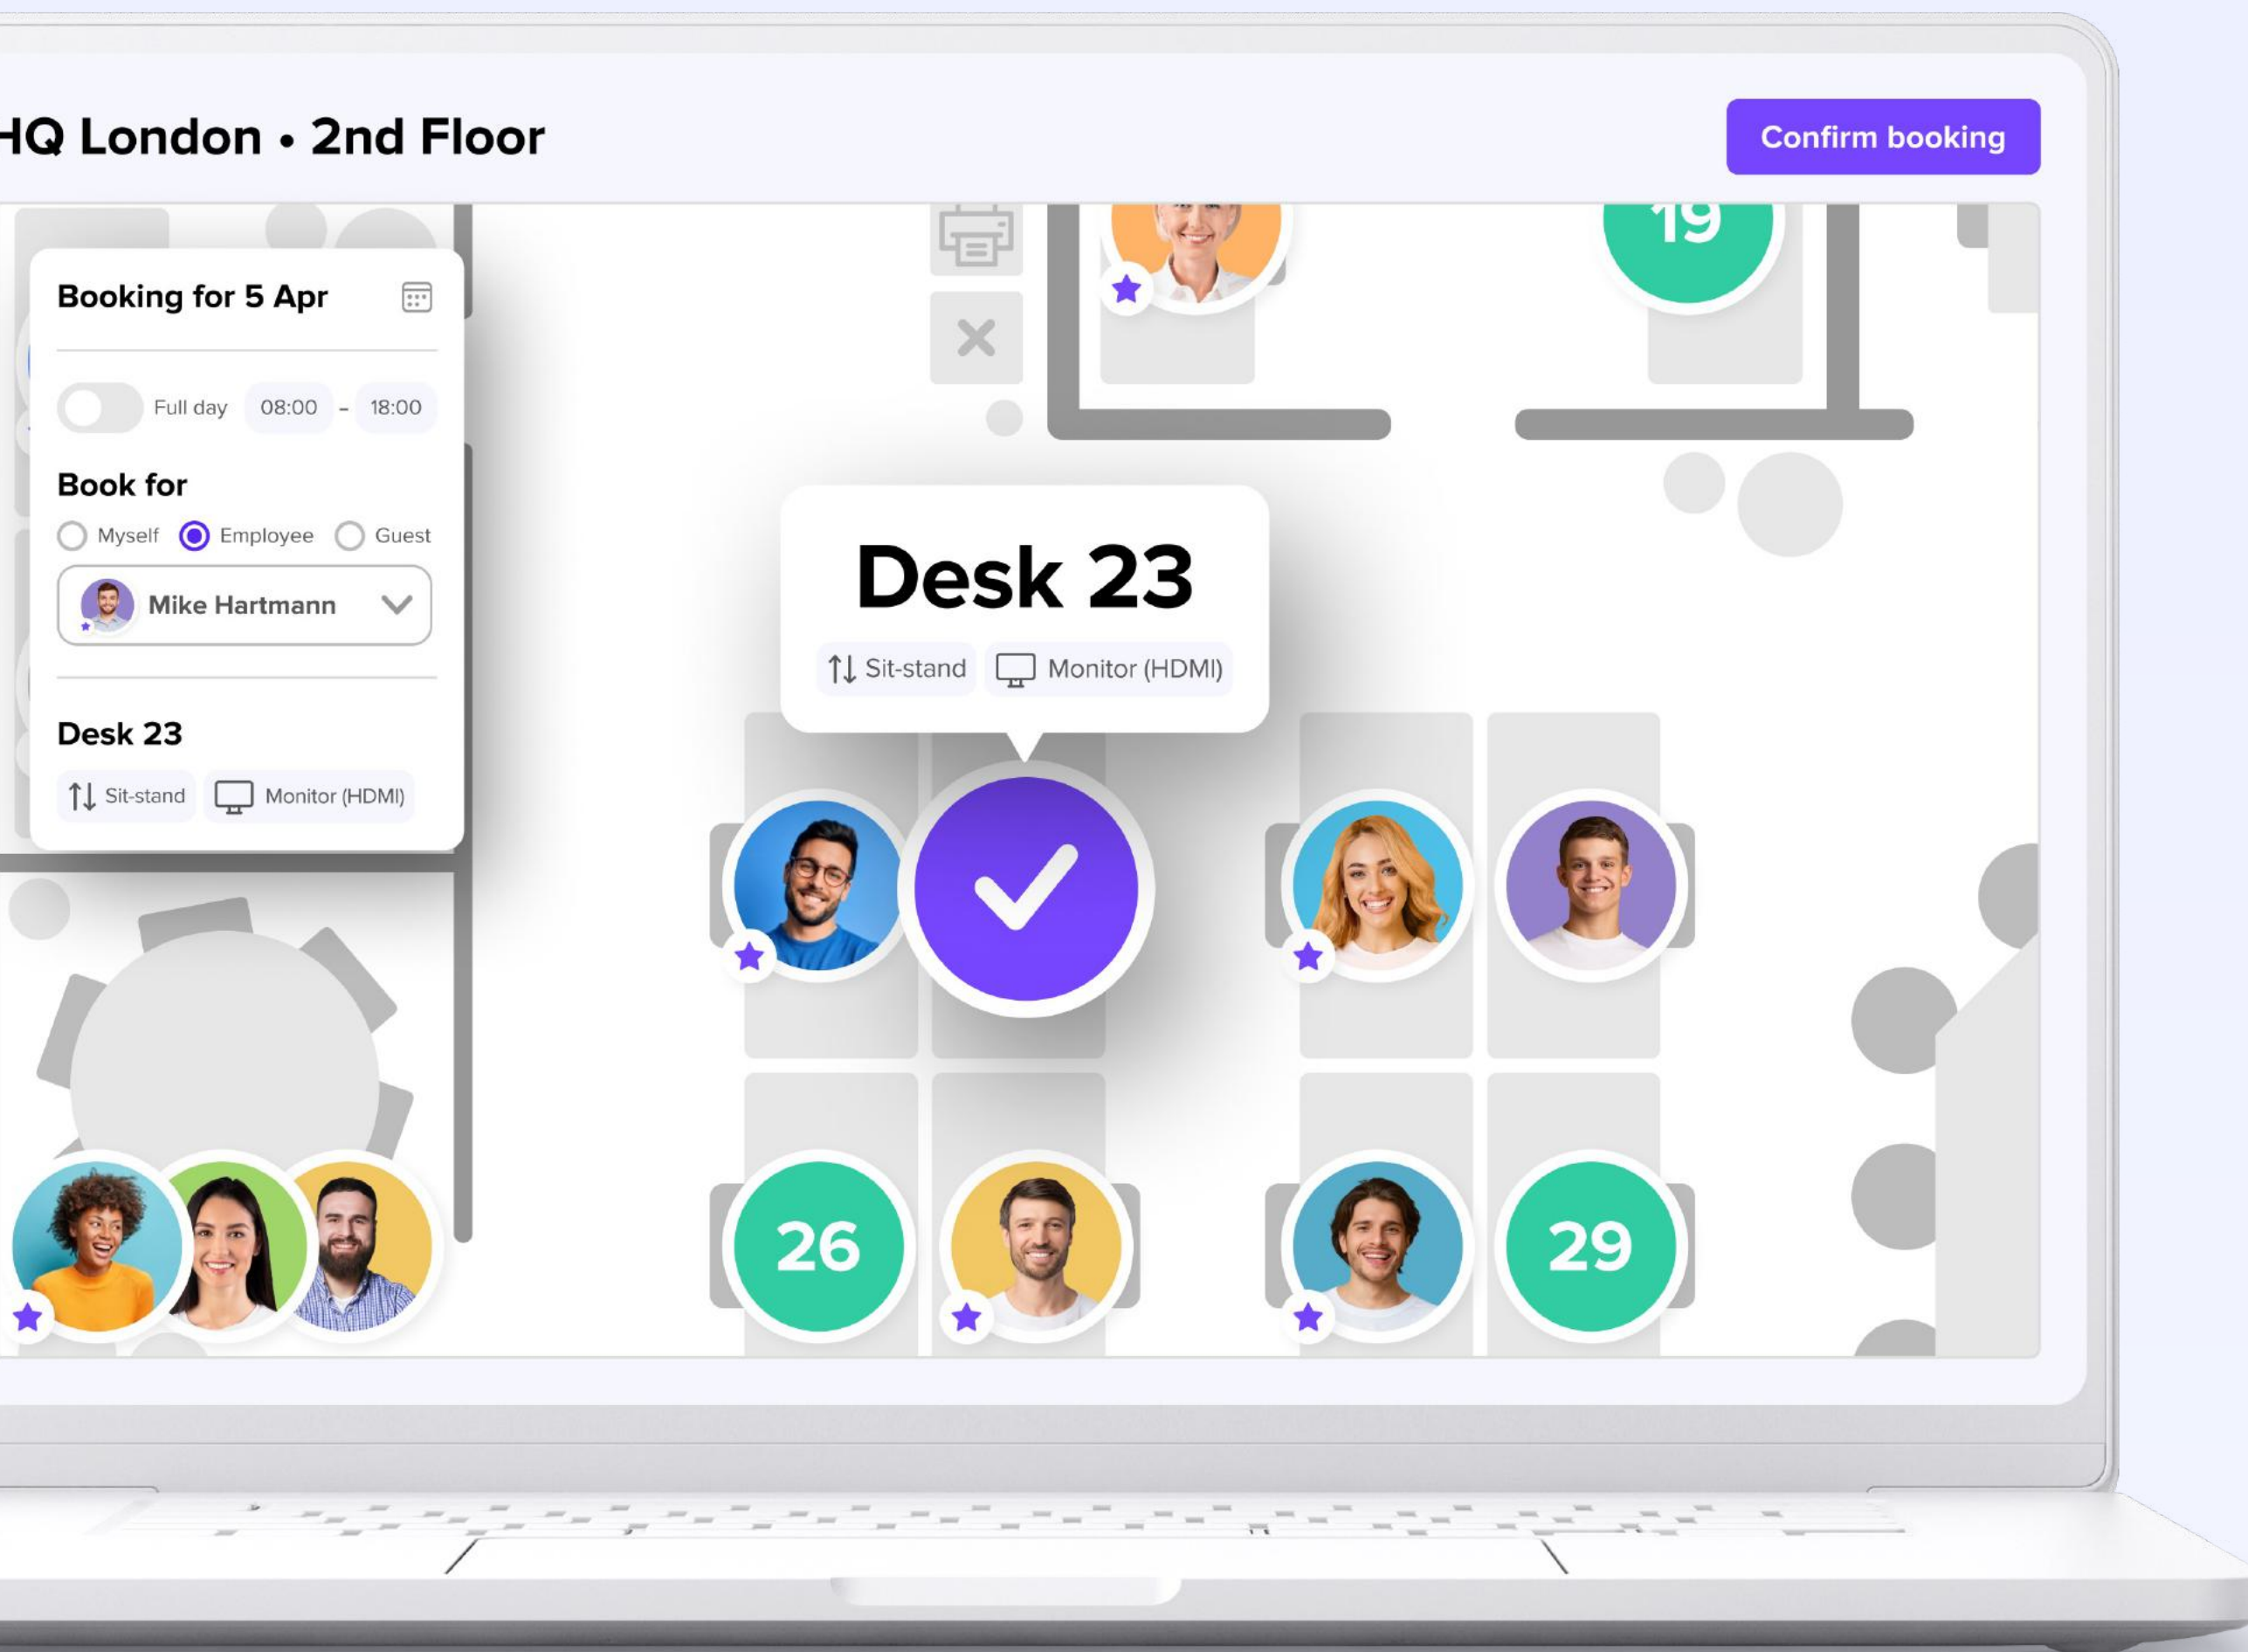 HQ London • 2nd Floor
Confirm booking
Booking for 5 Apr
Full day 08:00 - 18:00
Book for
Myself Employee Guest
Mike Hartmann
Desk 23
Sit-stand Monitor (HDMI)
19
Desk 23
Sit-stand Monitor (HDMI)
26
29